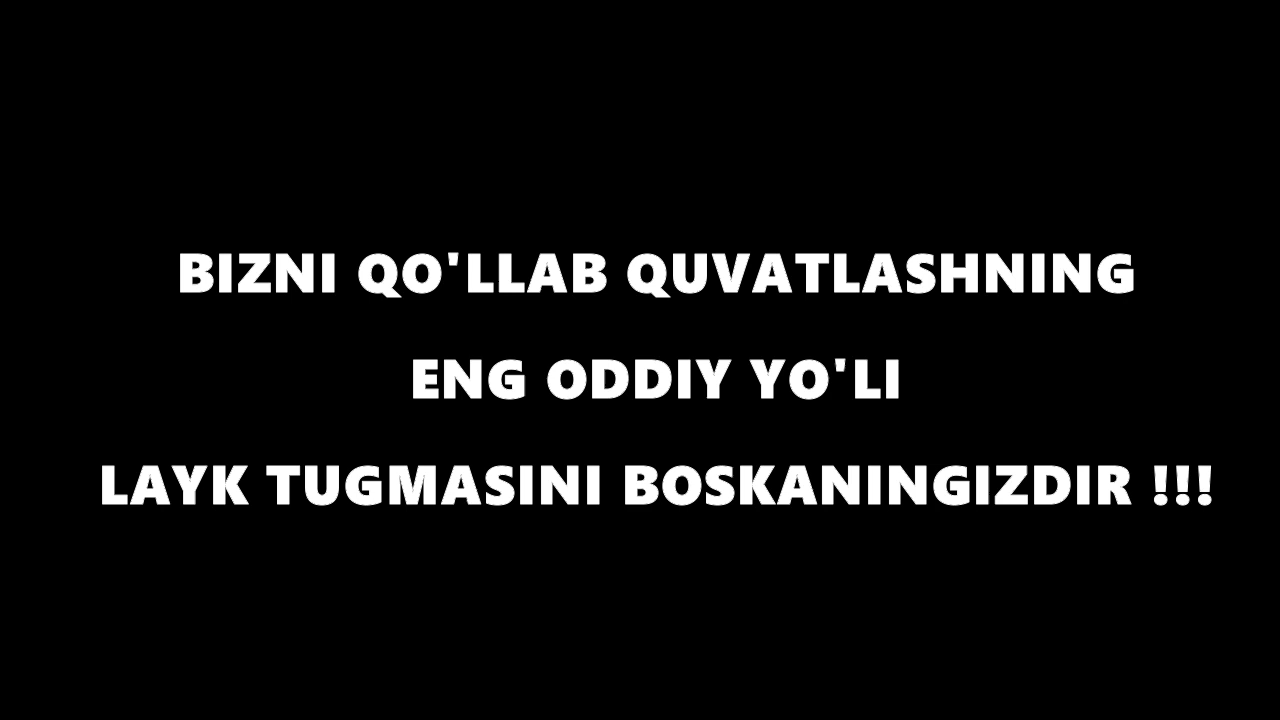 BIZNI QO'LLAB QUVATLASHNING
ENG ODDIY YO'LI
LAYK TUGMASINI BOSKANINGIZDIR !!!